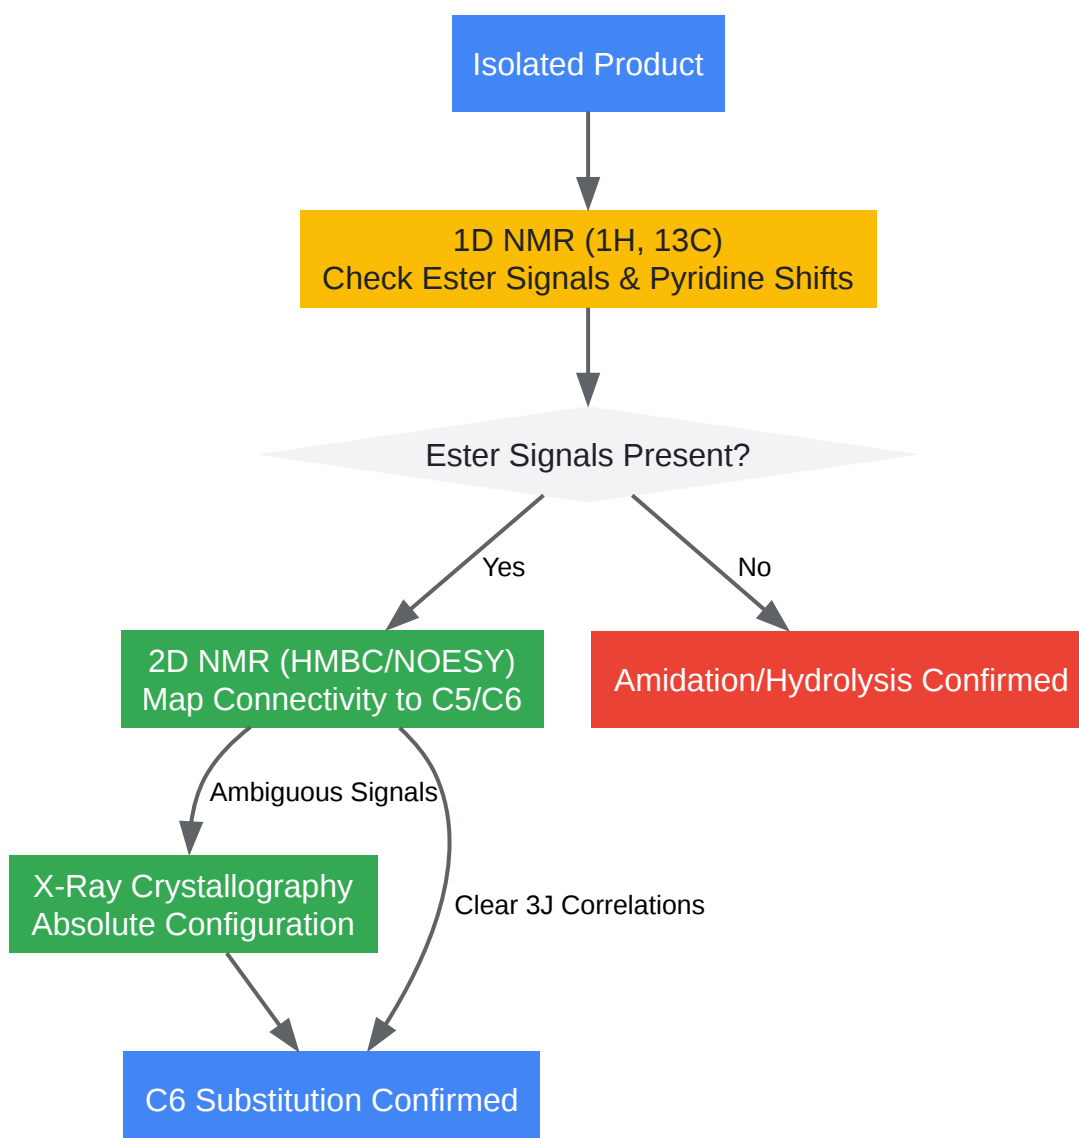 Isolated Product
1D NMR (1H, 13C)
Check Ester Signals & Pyridine Shifts
Ester Signals Present?
Yes
No
2D NMR (HMBC/NOESY)
Map Connectivity to C5/C6
Amidation/Hydrolysis Confirmed
Ambiguous Signals
X-Ray Crystallography
Absolute Configuration
Clear 3J Correlations
C6 Substitution Confirmed